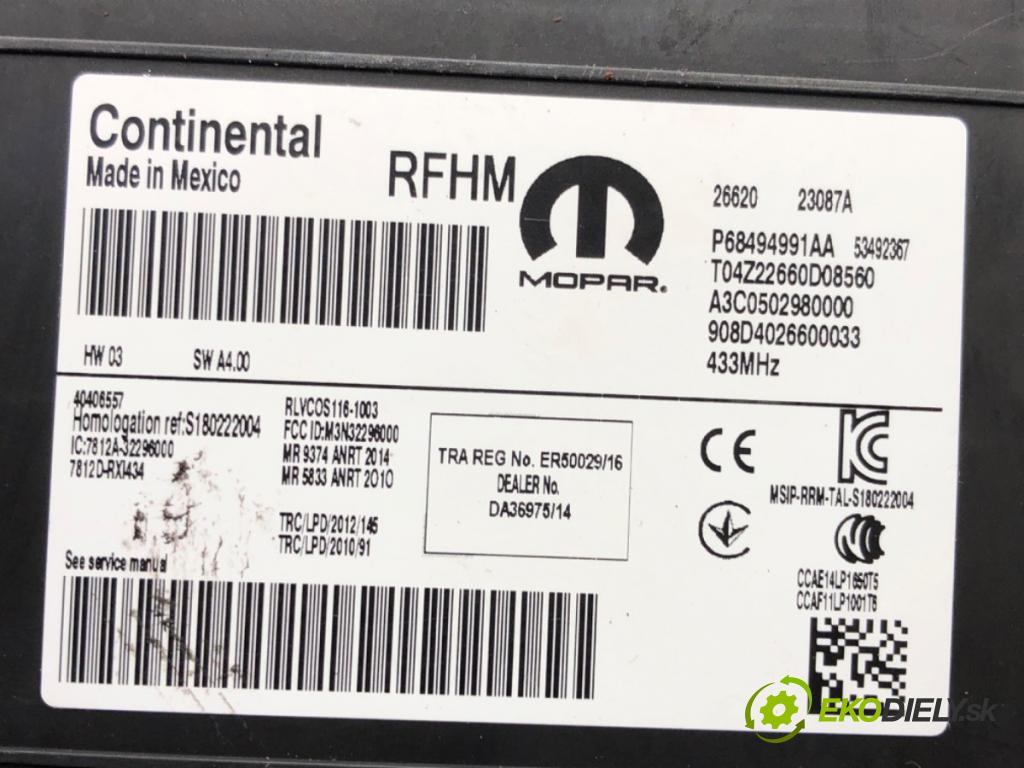 Continental
Made in Mexico
RFHM
MOPAR®
26620 23087A
P68494991AA 53492367
T04Z22660D08560
A3C0502980000
908D4026600033
433MHz
HW 03 SW A4.00
40406557
Homologation ref:S180222004
IC:7812A-32296000
7812D-RXI434
RLVCOS116-1003
FCC ID:M3N32296000
MR 9374 ANRT 2014
MR 5833 ANRT 2010
TRC/LPD/2012/145
TRC/LPD/2010/91
See service manual
TRA REG No. ER50029/16
DEALER No.
DA36975/14
CE
MSIP-RRM-TAL-S180222004
CCAE14LP1650T5
CCAF11LP1001T6
EKODIELY.sk